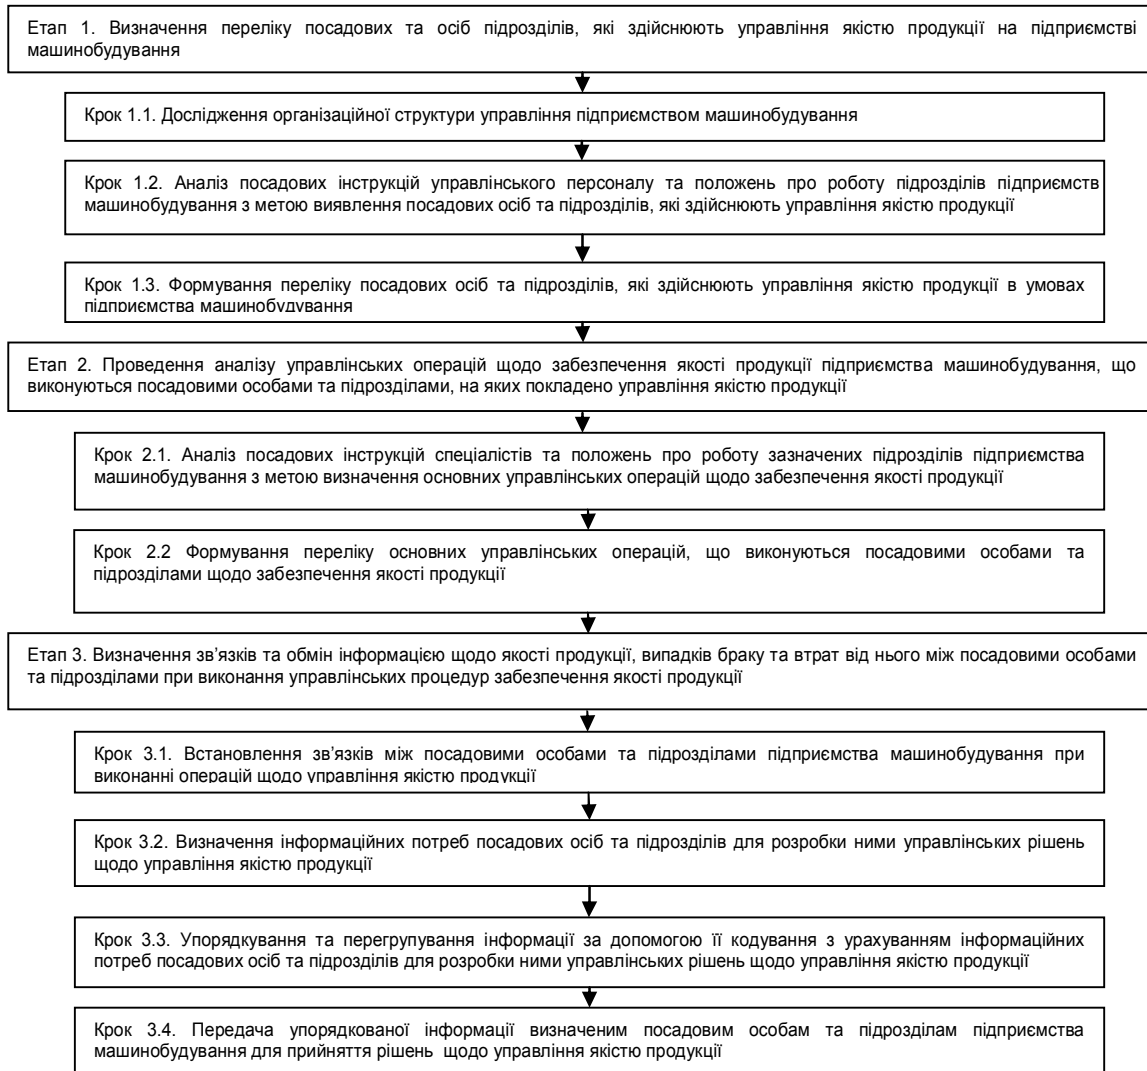 Етап 1. Визначення переліку посадових та осіб підрозділів, які здійснюють управління якістю продукції на підприємстві
машинобудування
Крок 1.1. Дослідження організаційної структури управління підприємством машинобудування
Крок 1.2. Аналіз посадових інструкцій управлінського персоналу та положень про роботу підрозділів підприємств
машинобудування з метою виявлення посадових осіб та підрозділів, які здійснюють управління якістю продукції
Крок 1.3. Формування переліку посадових осіб та підрозділів, які здійснюють управління якістю продукції в умовах
підприємства машинобудування
Етап 2. Проведення аналізу управлінських операцій щодо забезпечення якості продукції підприємства машинобудування, що
виконуються посадовими особами та підрозділами, на яких покладено управління якістю продукції
Крок 2.1. Аналіз посадових інструкцій спеціалістів та положень про роботу зазначених підрозділів підприємства
машинобудування з метою визначення основних управлінських операцій щодо забезпечення якості продукції
Крок 2.2 Формування переліку основних управлінських операцій, що виконуються посадовими особами та
підрозділами щодо забезпечення якості продукції
Етап 3. Визначення зв’язків та обмін інформацією щодо якості продукції, випадків браку та втрат від нього між посадовими особами
та підрозділами при виконання управлінських процедур забезпечення якості продукції
Крок 3.1. Встановлення зв’язків між посадовими особами та підрозділами підприємства машинобудування при
виконанні операцій щодо управління якістю продукції
Крок 3.2. Визначення інформаційних потреб посадових осіб та підрозділів для розробки ними управлінських рішень
щодо управління якістю продукції
Крок 3.3. Упорядкування та перегрупування інформації за допомогою її кодування з урахуванням інформаційних
потреб посадових осіб та підрозділів для розробки ними управлінських рішень щодо управління якістю продукції
Крок 3.4. Передача упорядкованої інформації визначеним посадовим особам та підрозділам підприємства
машинобудування для прийняття рішень щодо управління якістю продукції